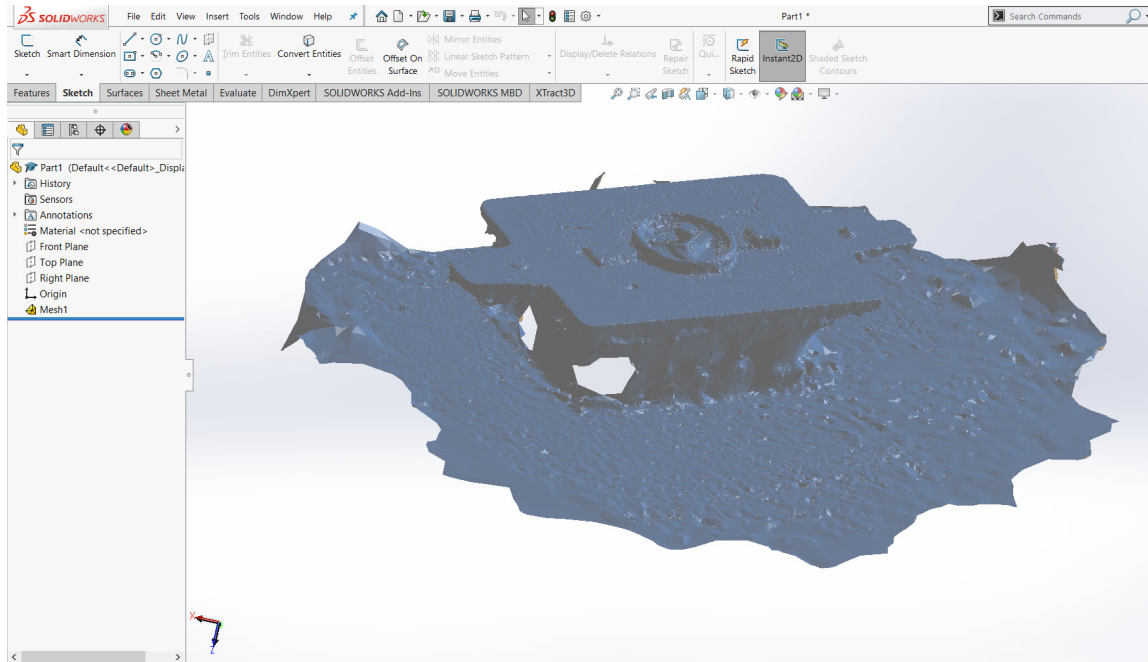 SOLIDWORKS File Edit View Insert Tools Window Help Part1 * Search Commands
Sketch Smart Dimension Trim Entities Convert Entities Offset Entities Offset On Surface Mirror Entities Linear Sketch Pattern Move Entities Display/Delete Relations Repair Sketch Qui... Rapid Sketch Instant2D Shaded Sketch Contours
Features Sketch Surfaces Sheet Metal Evaluate DimXpert SOLIDWORKS Add-Ins SOLIDWORKS MBD XTract3D
Part1 (Default<<Default>_Displa
History
Sensors
Annotations
Material <not specified>
Front Plane
Top Plane
Right Plane
Origin
Mesh1
X
Z